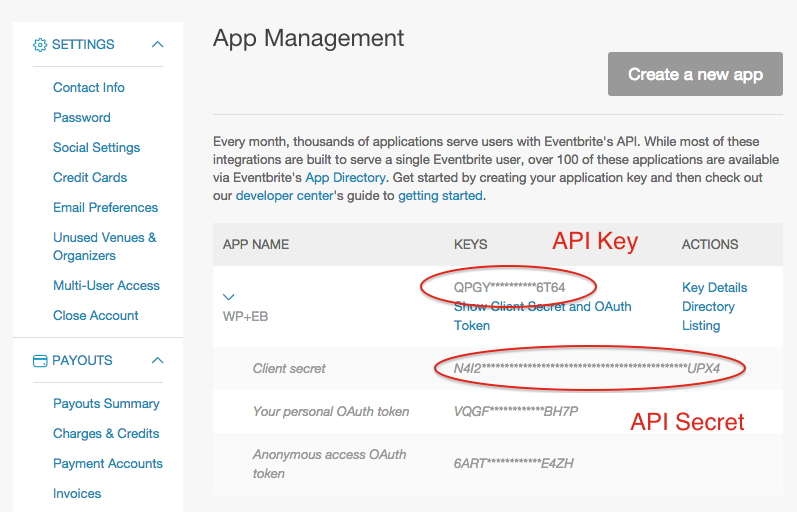 SETTINGS
Contact Info
Password
Social Settings
Credit Cards
Email Preferences
Unused Venues &
Organizers
Multi-User Access
Close Account
PAYOUTS
Payouts Summary
Charges & Credits
Payment Accounts
Invoices
App Management
Create a new app
Every month, thousands of applications serve users with Eventbrite's API. While most of these
integrations are built to serve a single Eventbrite user, over 100 of these applications are available
via Eventbrite's App Directory. Get started by creating your application key and then check out
our developer center's guide to getting started.
APP NAME KEYS API Key ACTIONS
WP+EB
QPGY**********6T64
Show Client Secret and OAuth
Token
Key Details
Directory
Listing
Client secret N4I2********************************************UPX4
Your personal OAuth token VQGF************BH7P
API Secret
Anonymous access OAuth
token
6ART************E4ZH